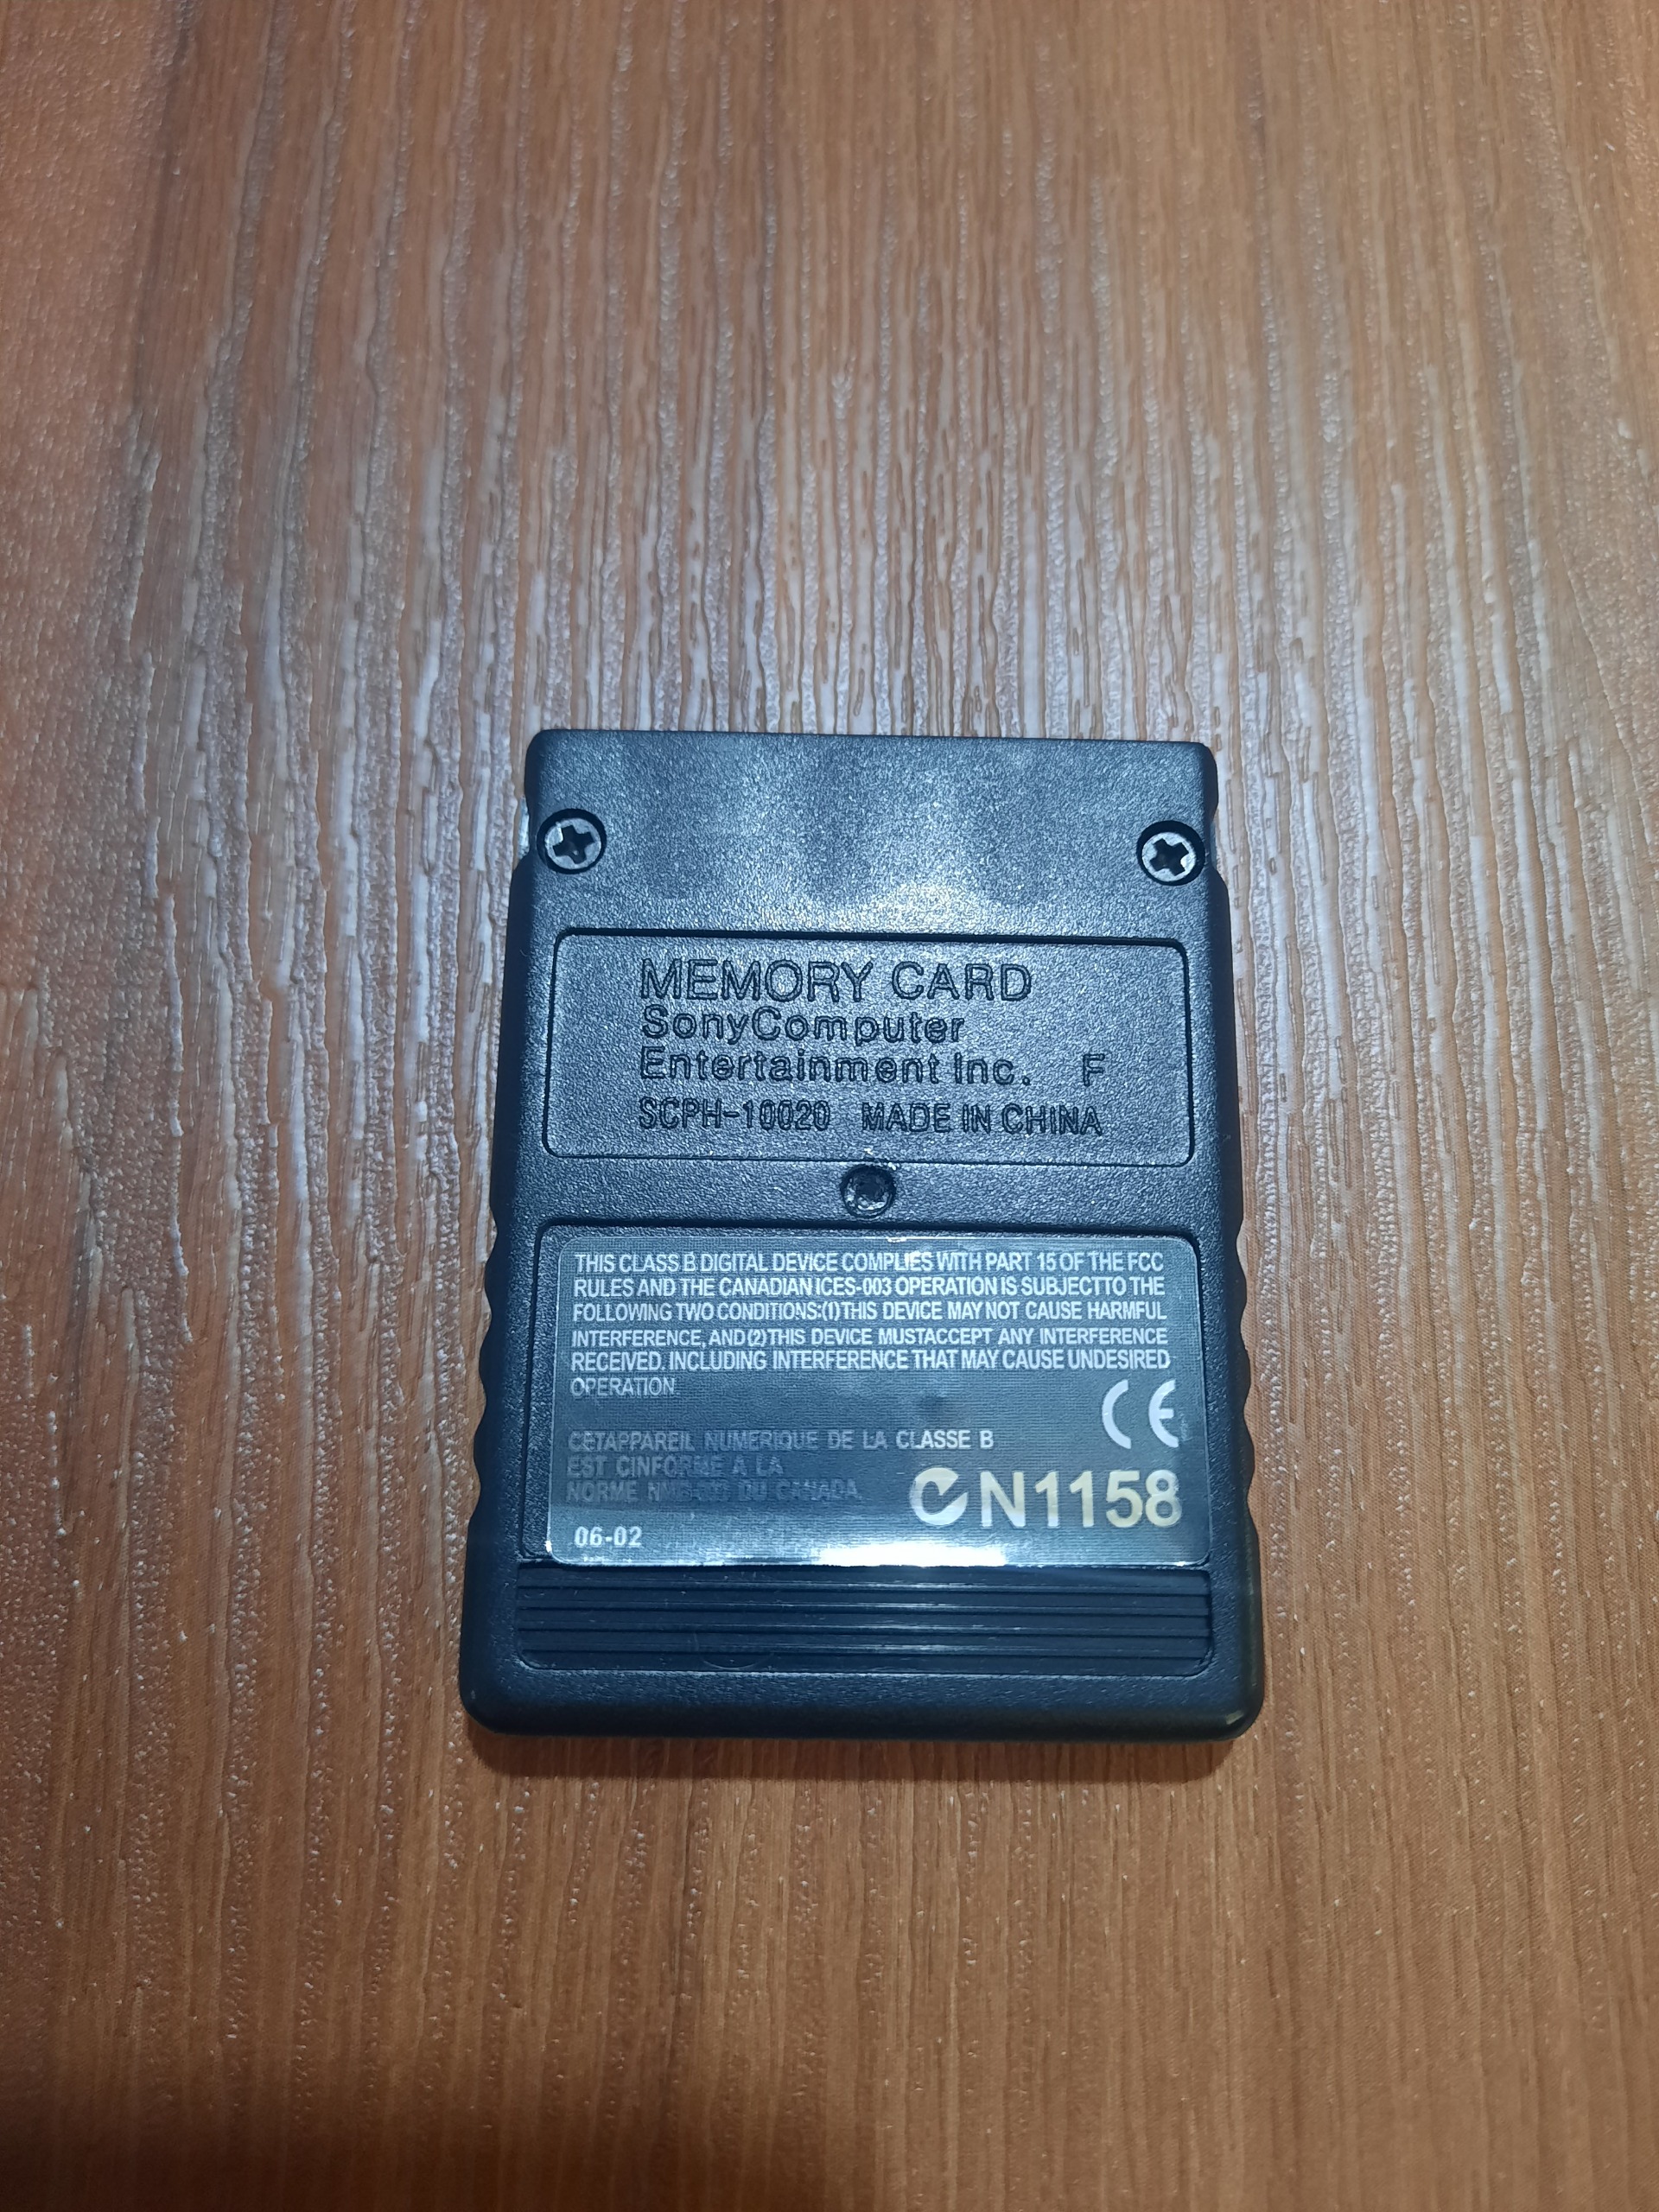 MEMORY CARD
SonyComputer
Entertainment Inc. F
SCPH-10020 MADE IN CHINA
THIS CLASS B DIGITAL DEVICE COMPLIES WITH PART 15 OF THE FCC
RULES AND THE CANADIAN ICES-003 OPERATION IS SUBJECTTO THE
FOLLOWING TWO CONDITIONS:(1)THIS DEVICE MAY NOT CAUSE HARMFUL
INTERFERENCE, AND (2)THIS DEVICE MUSTACCEPT ANY INTERFERENCE
RECEIVED. INCLUDING INTERFERENCE THAT MAY CAUSE UNDESIRED
OPERATION
CE
CETAPPAREIL NUMERIQUE DE LA CLASSE B
EST CINFORME A LA
NORME NMB-003 DU CANADA.
N1158
06-02